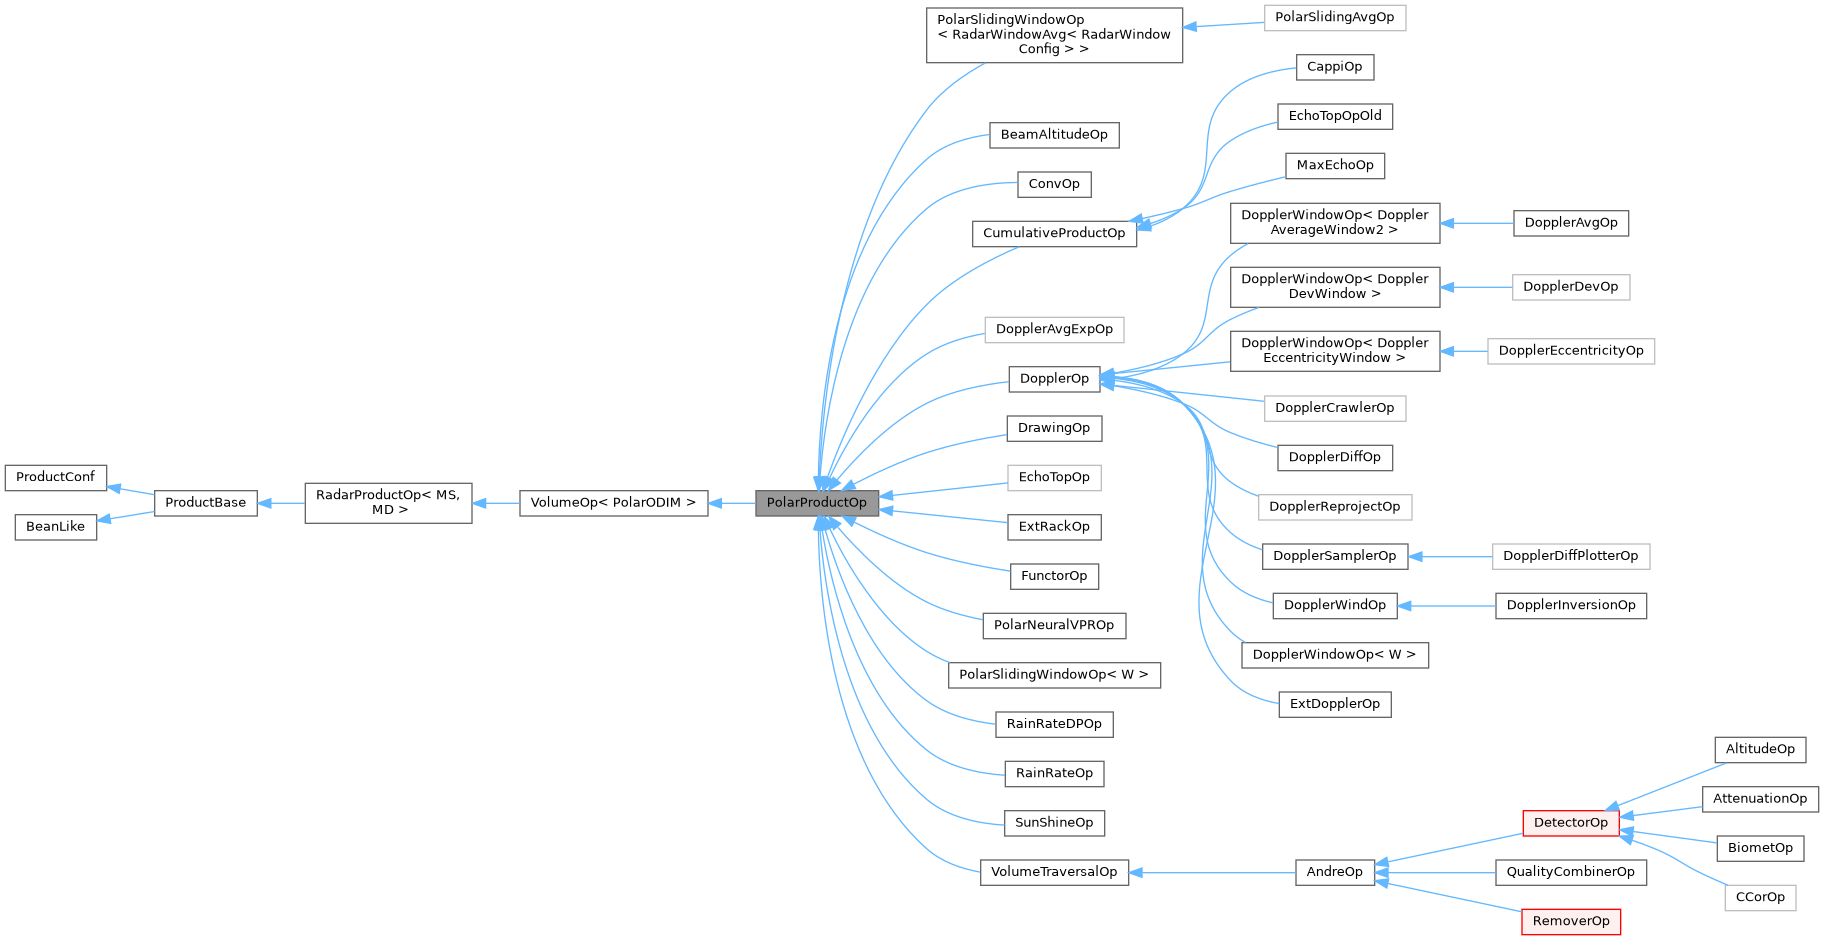 ProductConf
BeanLike
ProductBase
RadarProductOp< MS,
MD >
VolumeOp< PolarODIM >
PolarProductOp
PolarSlidingWindowOp
< RadarWindowAvg< RadarWindow
Config > >
PolarSlidingAvgOp
BeamAltitudeOp
ConvOp
CumulativeProductOp
CappiOp
EchoTopOpOld
MaxEchoOp
DopplerAvgExpOp
DopplerOp
DopplerWindowOp< Doppler
AverageWindow2 >
DopplerAvgOp
DopplerWindowOp< Doppler
DevWindow >
DopplerDevOp
DopplerWindowOp< Doppler
EccentricityWindow >
DopplerEccentricityOp
DopplerCrawlerOp
DopplerDiffOp
DopplerReprojectOp
DopplerSamplerOp
DopplerDiffPlotterOp
DopplerWindOp
DopplerInversionOp
DopplerWindowOp< W >
ExtDopplerOp
DrawingOp
EchoTopOp
ExtRackOp
FunctorOp
PolarNeuralVPROp
PolarSlidingWindowOp< W >
RainRateDPOp
RainRateOp
SunShineOp
VolumeTraversalOp
AndreOp
DetectorOp
AltitudeOp
AttenuationOp
BiometOp
CCorOp
QualityCombinerOp
RemoverOp